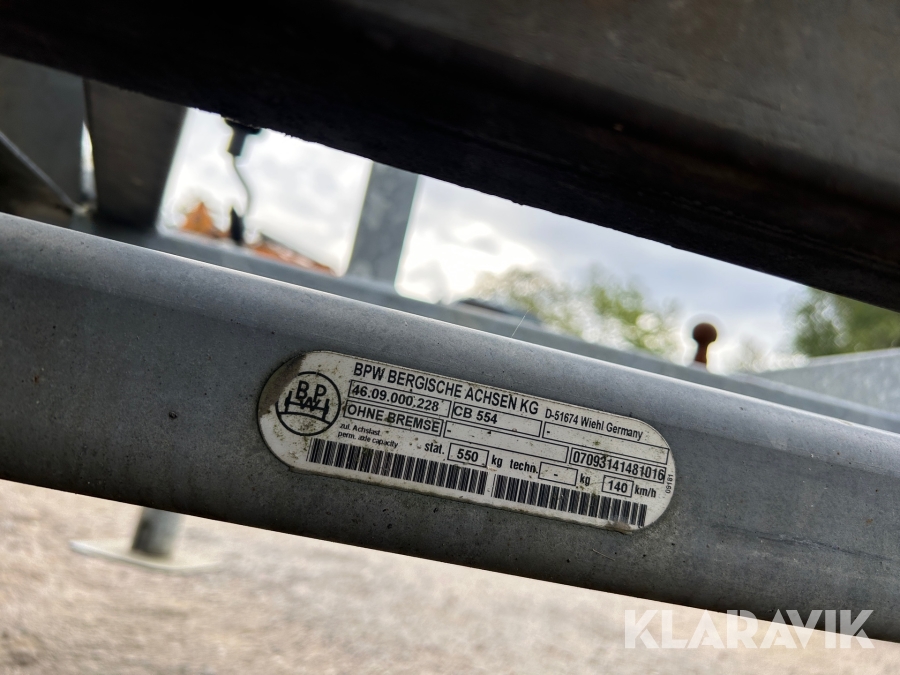 BPW
BPW BERGISCHE ACHSEN KG D-51674 Wiehl Germany
46.09.000.228 CB 554 -
OHNE BREMSE - - 07093141481016
zul. Achslast
perm. axle capacity
stat. 550 kg techn. - kg 140 km/h
18160
KLARAVIK